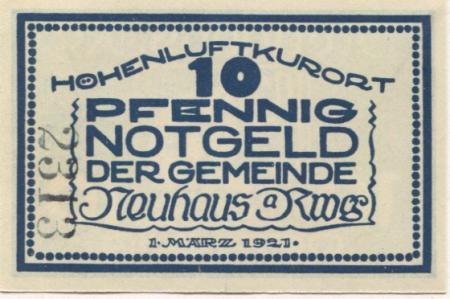 HÖHENLUFTKURORT
10
PFENNIG
NOTGELD
DER GEMEINDE
Neuhaus a Rwg
1. MÄRZ 1921.
2313